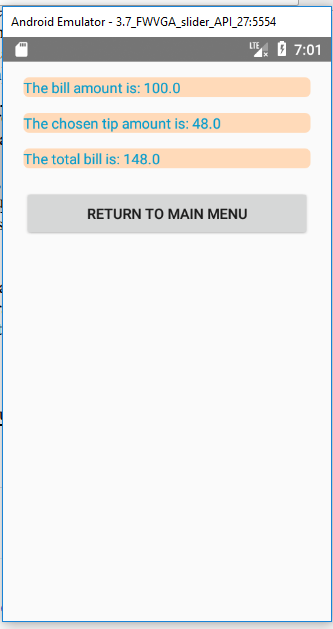 Android Emulator - 3.7_FWVGA_slider_API_27:5554
LTE 7:01
The bill amount is: 100.0
The chosen tip amount is: 48.0
The total bill is: 148.0
RETURN TO MAIN MENU